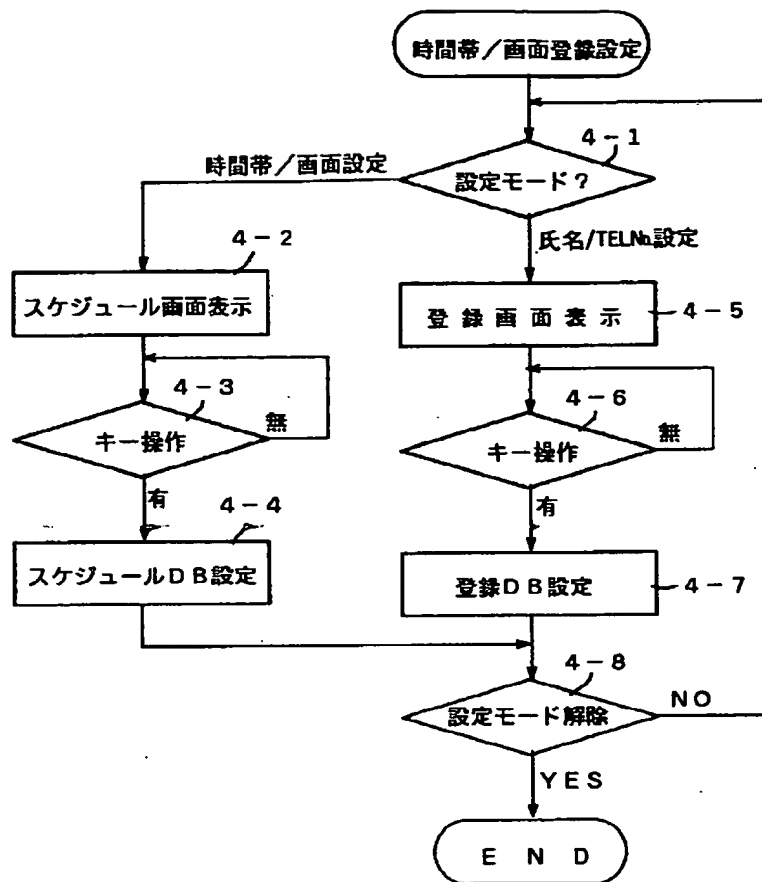 時間帯/画面登録設定
4-1
設定モード?
時間帯/画面設定
氏名/TEL№設定
4-2
スケジュール画面表示
登録画面表示
4-5
4-3
キー操作
無
4-6
キー操作
無
有
有
4-4
スケジュールDB設定
登録DB設定
4-7
4-8
設定モード解除
NO
YES
END